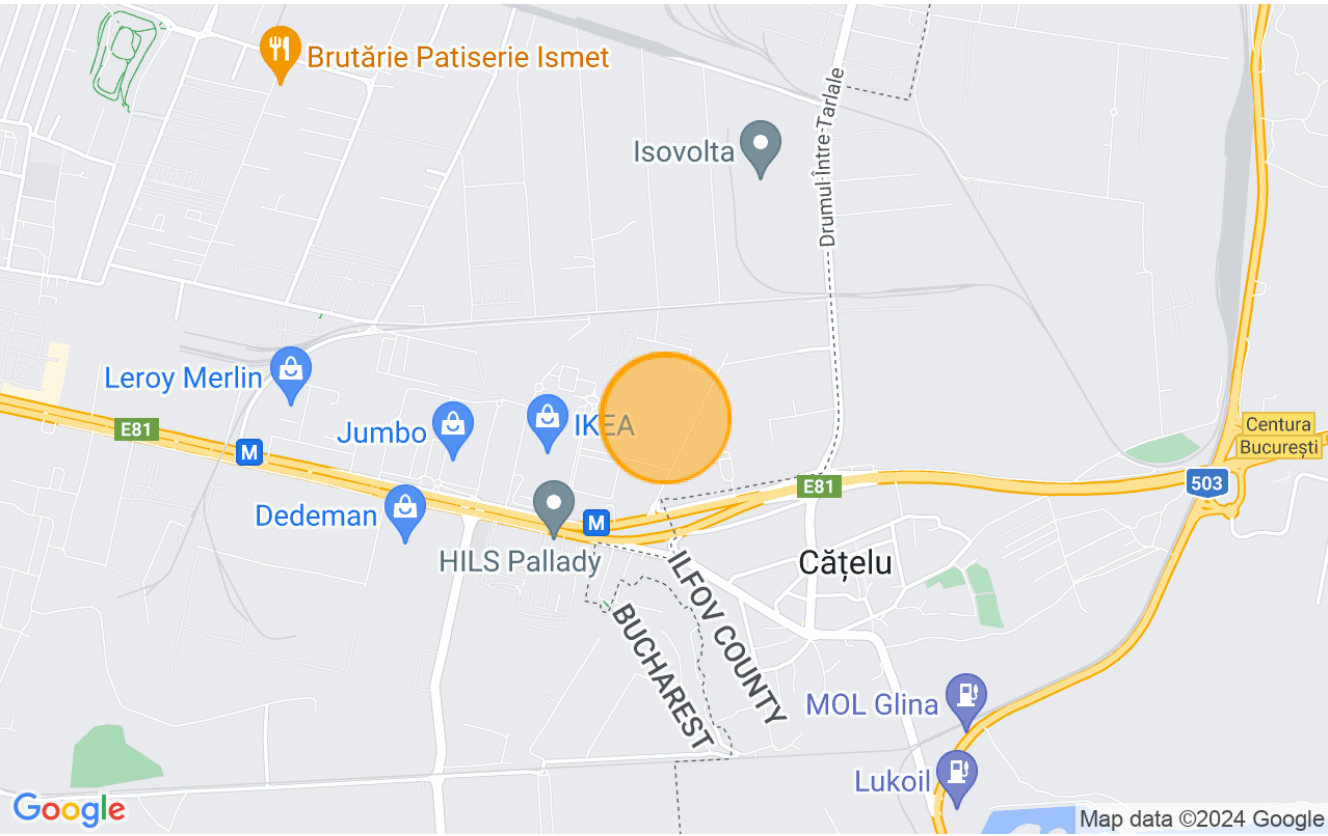 Brutărie Patiserie Ismet
Isovolta
Drumul Între Tarlale
Leroy Merlin
E81
M
Jumbo
IKEA
Centura
București
E81
503
Dedeman
M
HILS Pallady
Cățelu
ILFOV COUNTY
BUCHAREST
MOL Glina
Lukoil
Google
Map data ©2024 Google